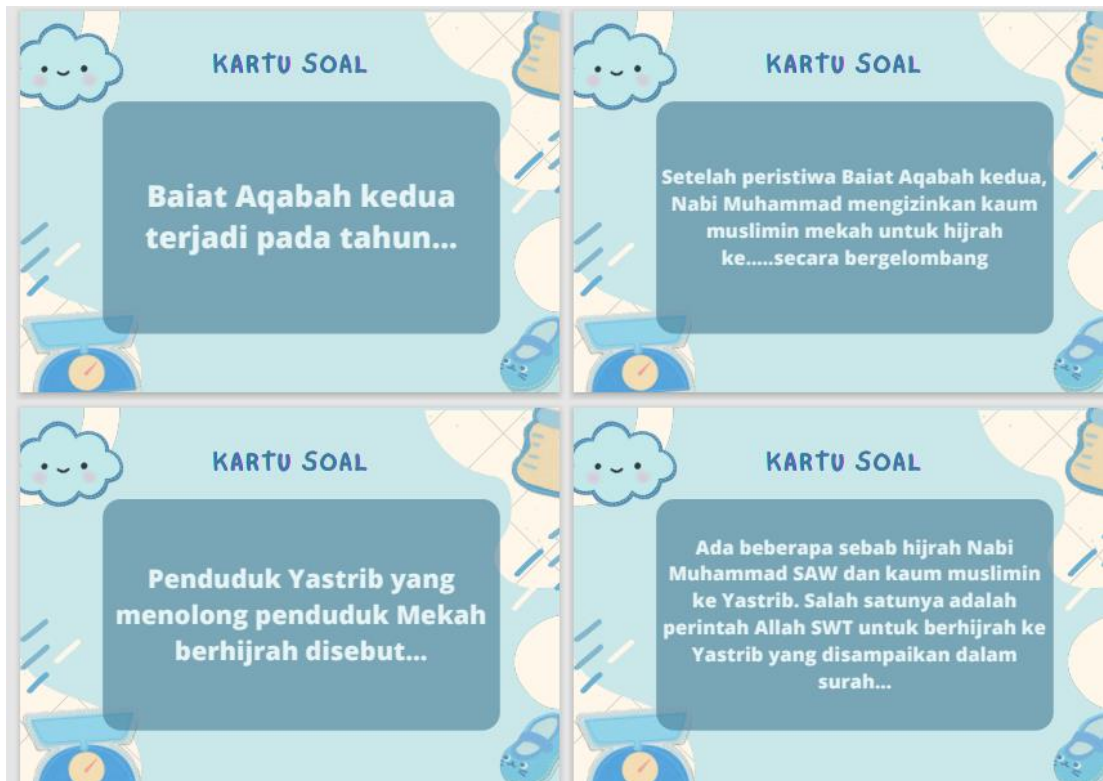 KARTU SOAL
Baiat Aqabah kedua
terjadi pada tahun...
KARTU SOAL
Setelah peristiwa Baiat Aqabah kedua,
Nabi Muhammad mengizinkan kaum
muslimin mekah untuk hijrah
ke.....secara bergelombang
KARTU SOAL
Penduduk Yastrib yang
menolong penduduk Mekah
berhijrah disebut...
KARTU SOAL
Ada beberapa sebab hijrah Nabi
Muhammad SAW dan kaum muslimin
ke Yastrib. Salah satunya adalah
perintah Allah SWT untuk berhijrah ke
Yastrib yang disampaikan dalam
surah...